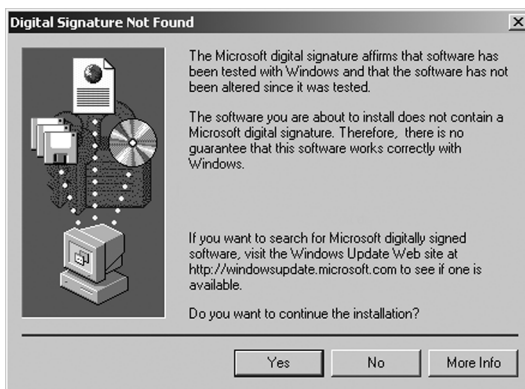 Digital Signature Not Found
The Microsoft digital signature affirms that software has
been tested with Windows and that the software has not
been altered since it was tested.
The software you are about to install does not contain a
Microsoft digital signature. Therefore, there is no
guarantee that this software works correctly with
Windows.
If you want to search for Microsoft digitally signed
software, visit the Windows Update Web site at
http://windowsupdate.microsoft.com to see if one is
available.
Do you want to continue the installation?
Yes
No
More Info